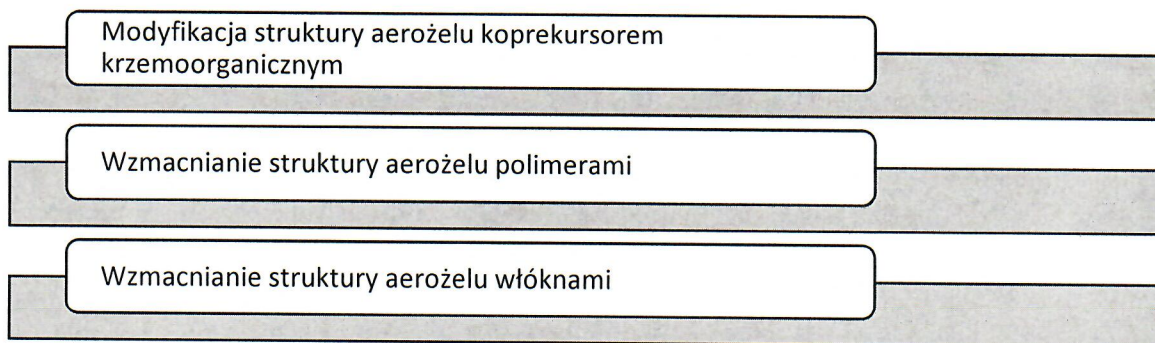 Modyfikacja struktury aerożelu koprekursorem
krzemoorganicznym
Wzmacnianie struktury aerożelu polimerami
Wzmacnianie struktury aerożelu włóknami